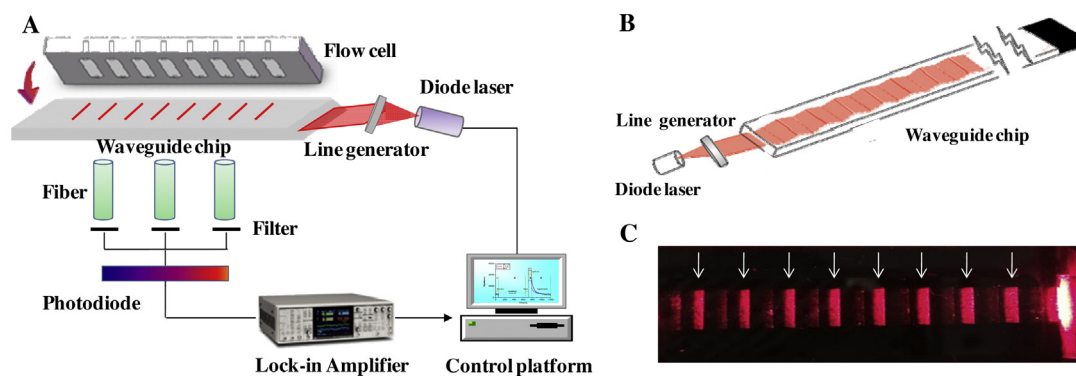 A
Flow cell
Diode laser
Line generator
Waveguide chip
Fiber
Filter
Photodiode
Lock-in Amplifier
Control platform
B
Line generator
Waveguide chip
Diode laser
C